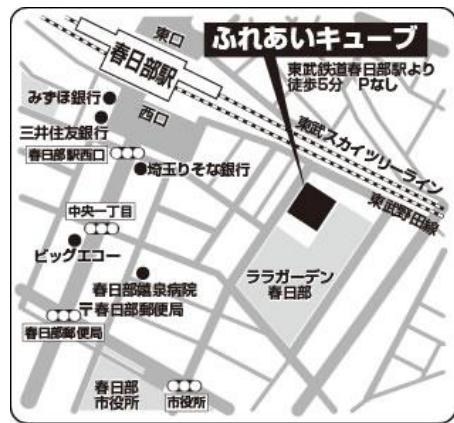 東口
春日部駅
西口
ふれあいキューブ
東武鉄道春日部駅より
徒歩5分 Pなし
みずほ銀行
三井住友銀行
春日部駅西口
埼玉りそな銀行
東武スカイツリーライン
東武野田線
中央一丁目
ビッグエコー
ララガーデン
春日部
春日部嬉泉病院
〒春日部郵便局
春日部郵便局
春日部
市役所
市役所